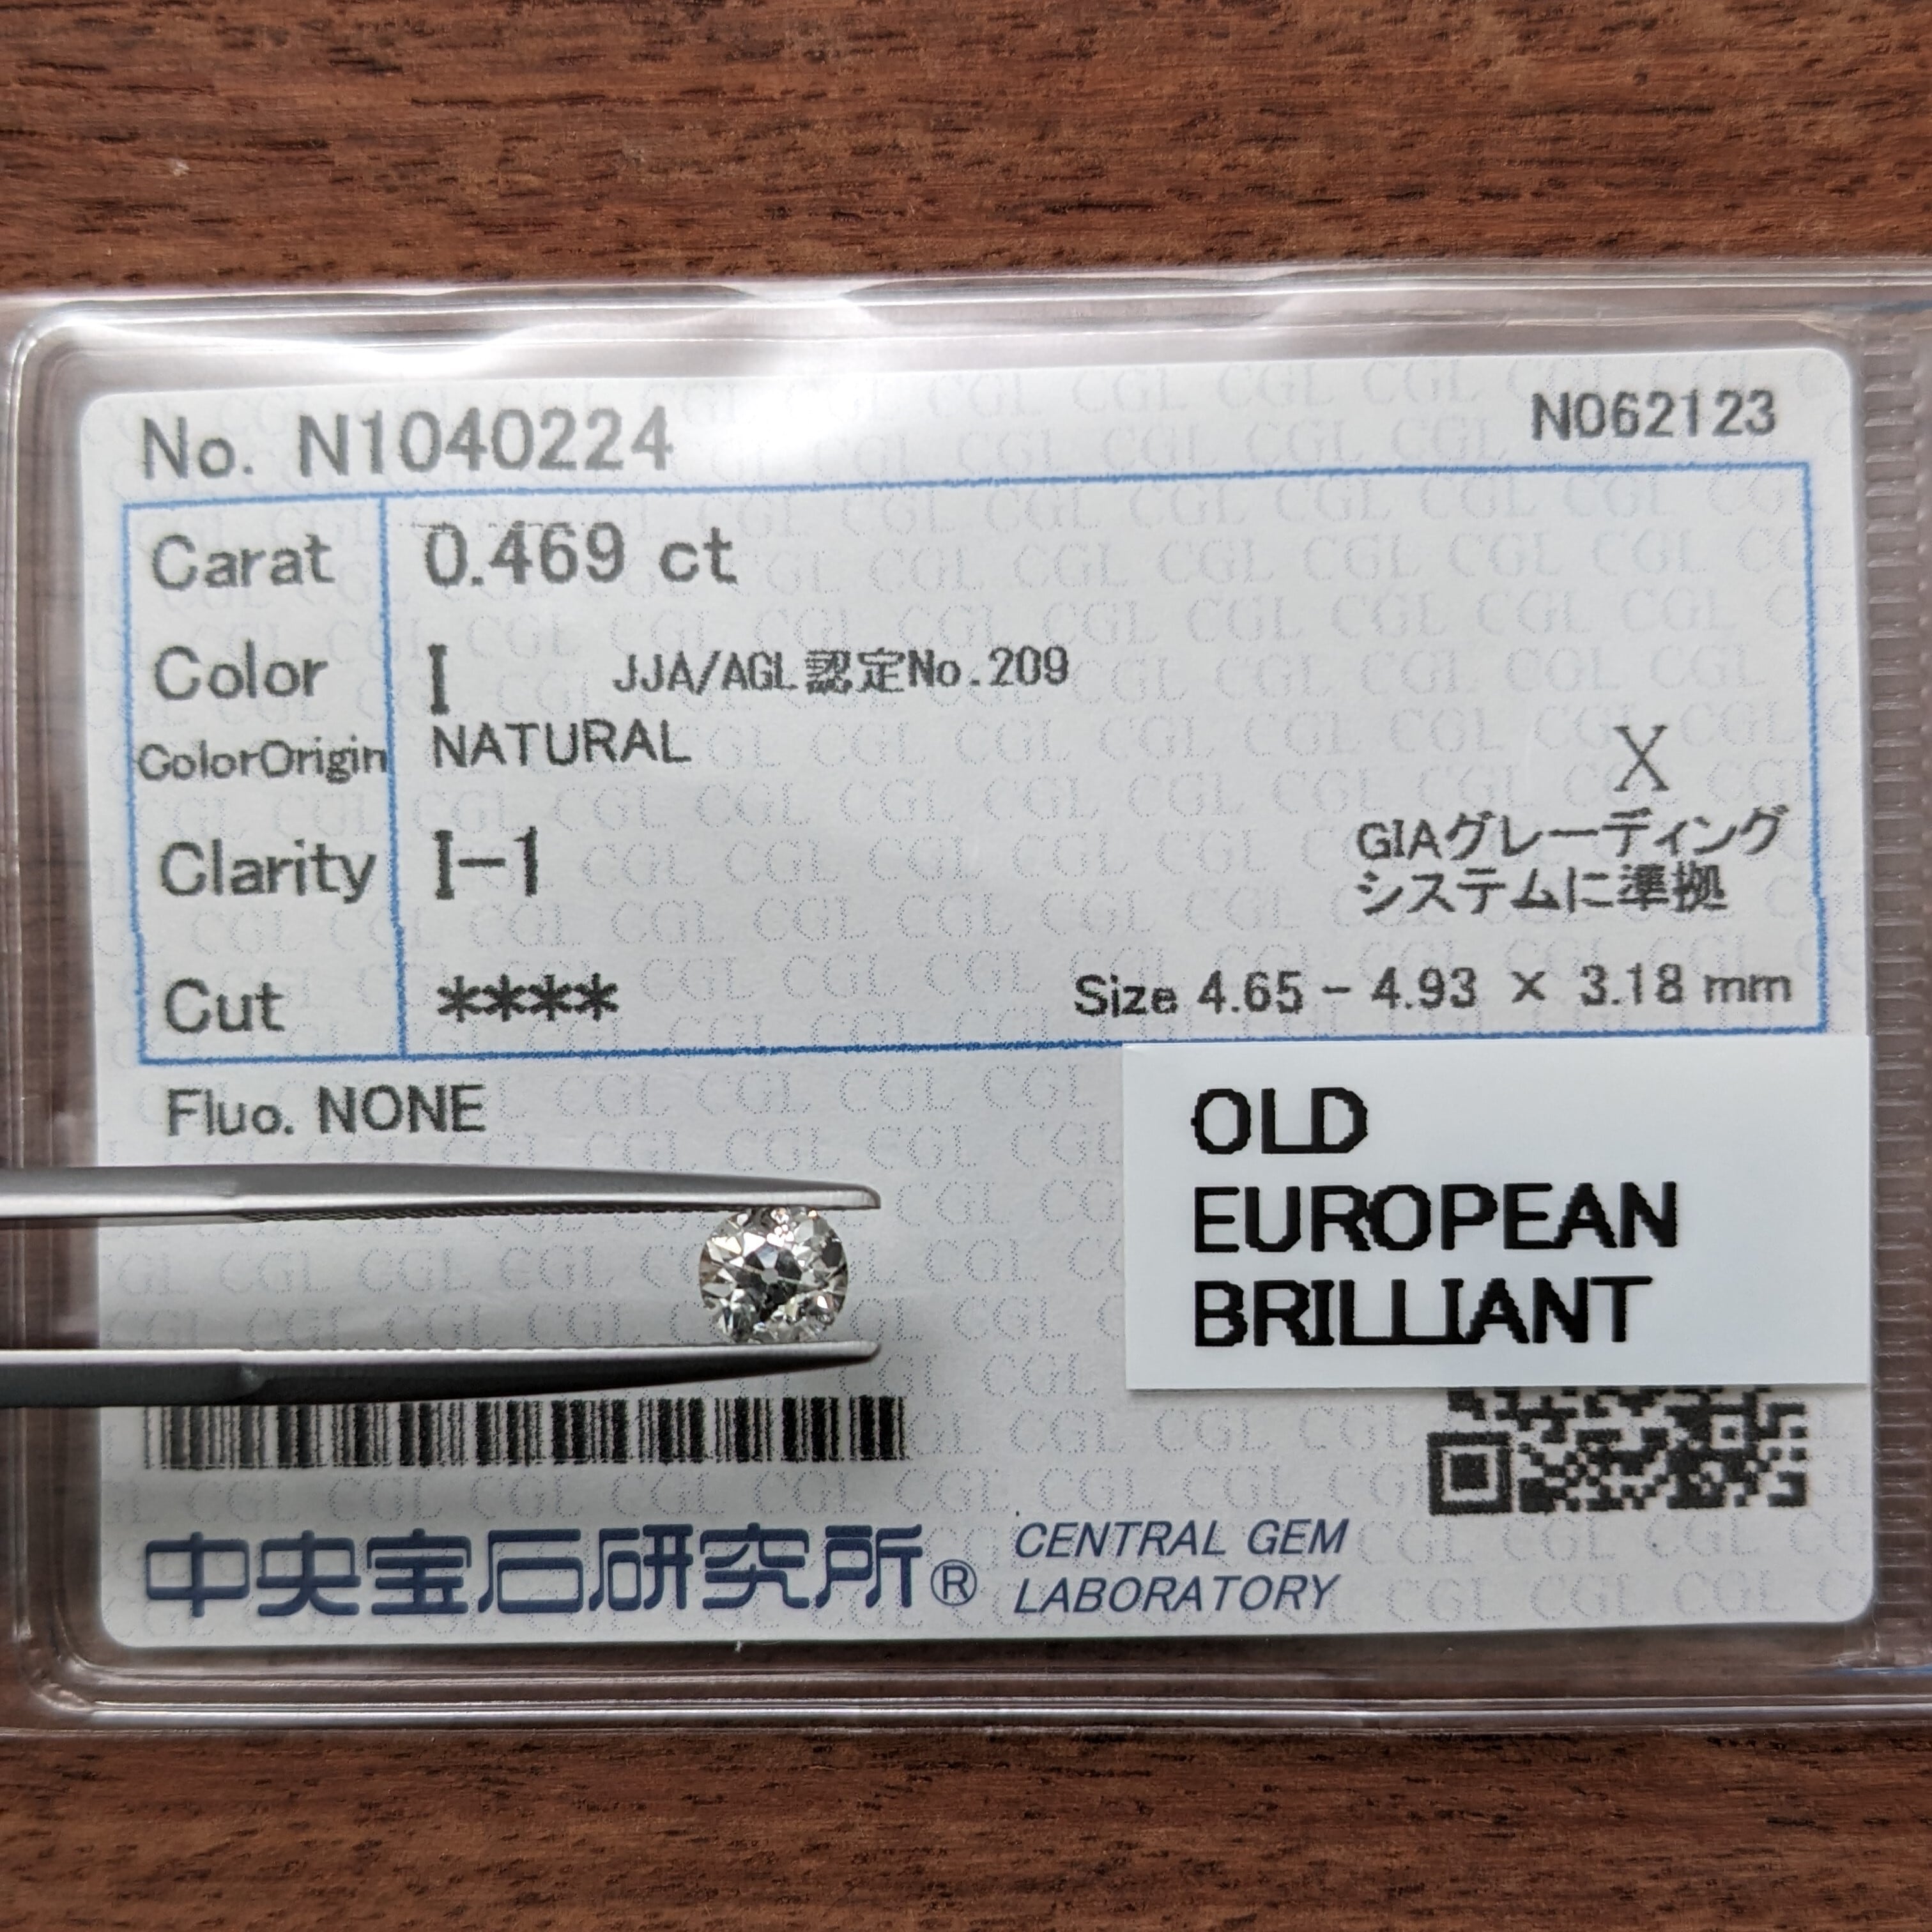 No. N1040224
N062123
Carat 0.469 ct
Color I JJA/AGL認定No.209
ColorOrigin NATURAL
X
Clarity I-1
GIAグレーディング
システムに準拠
Cut ****
Size 4.65 - 4.93 × 3.18 mm
Fluo. NONE
OLD
EUROPEAN
BRILLIANT
中央宝石研究所®
CENTRAL GEM
LABORATORY